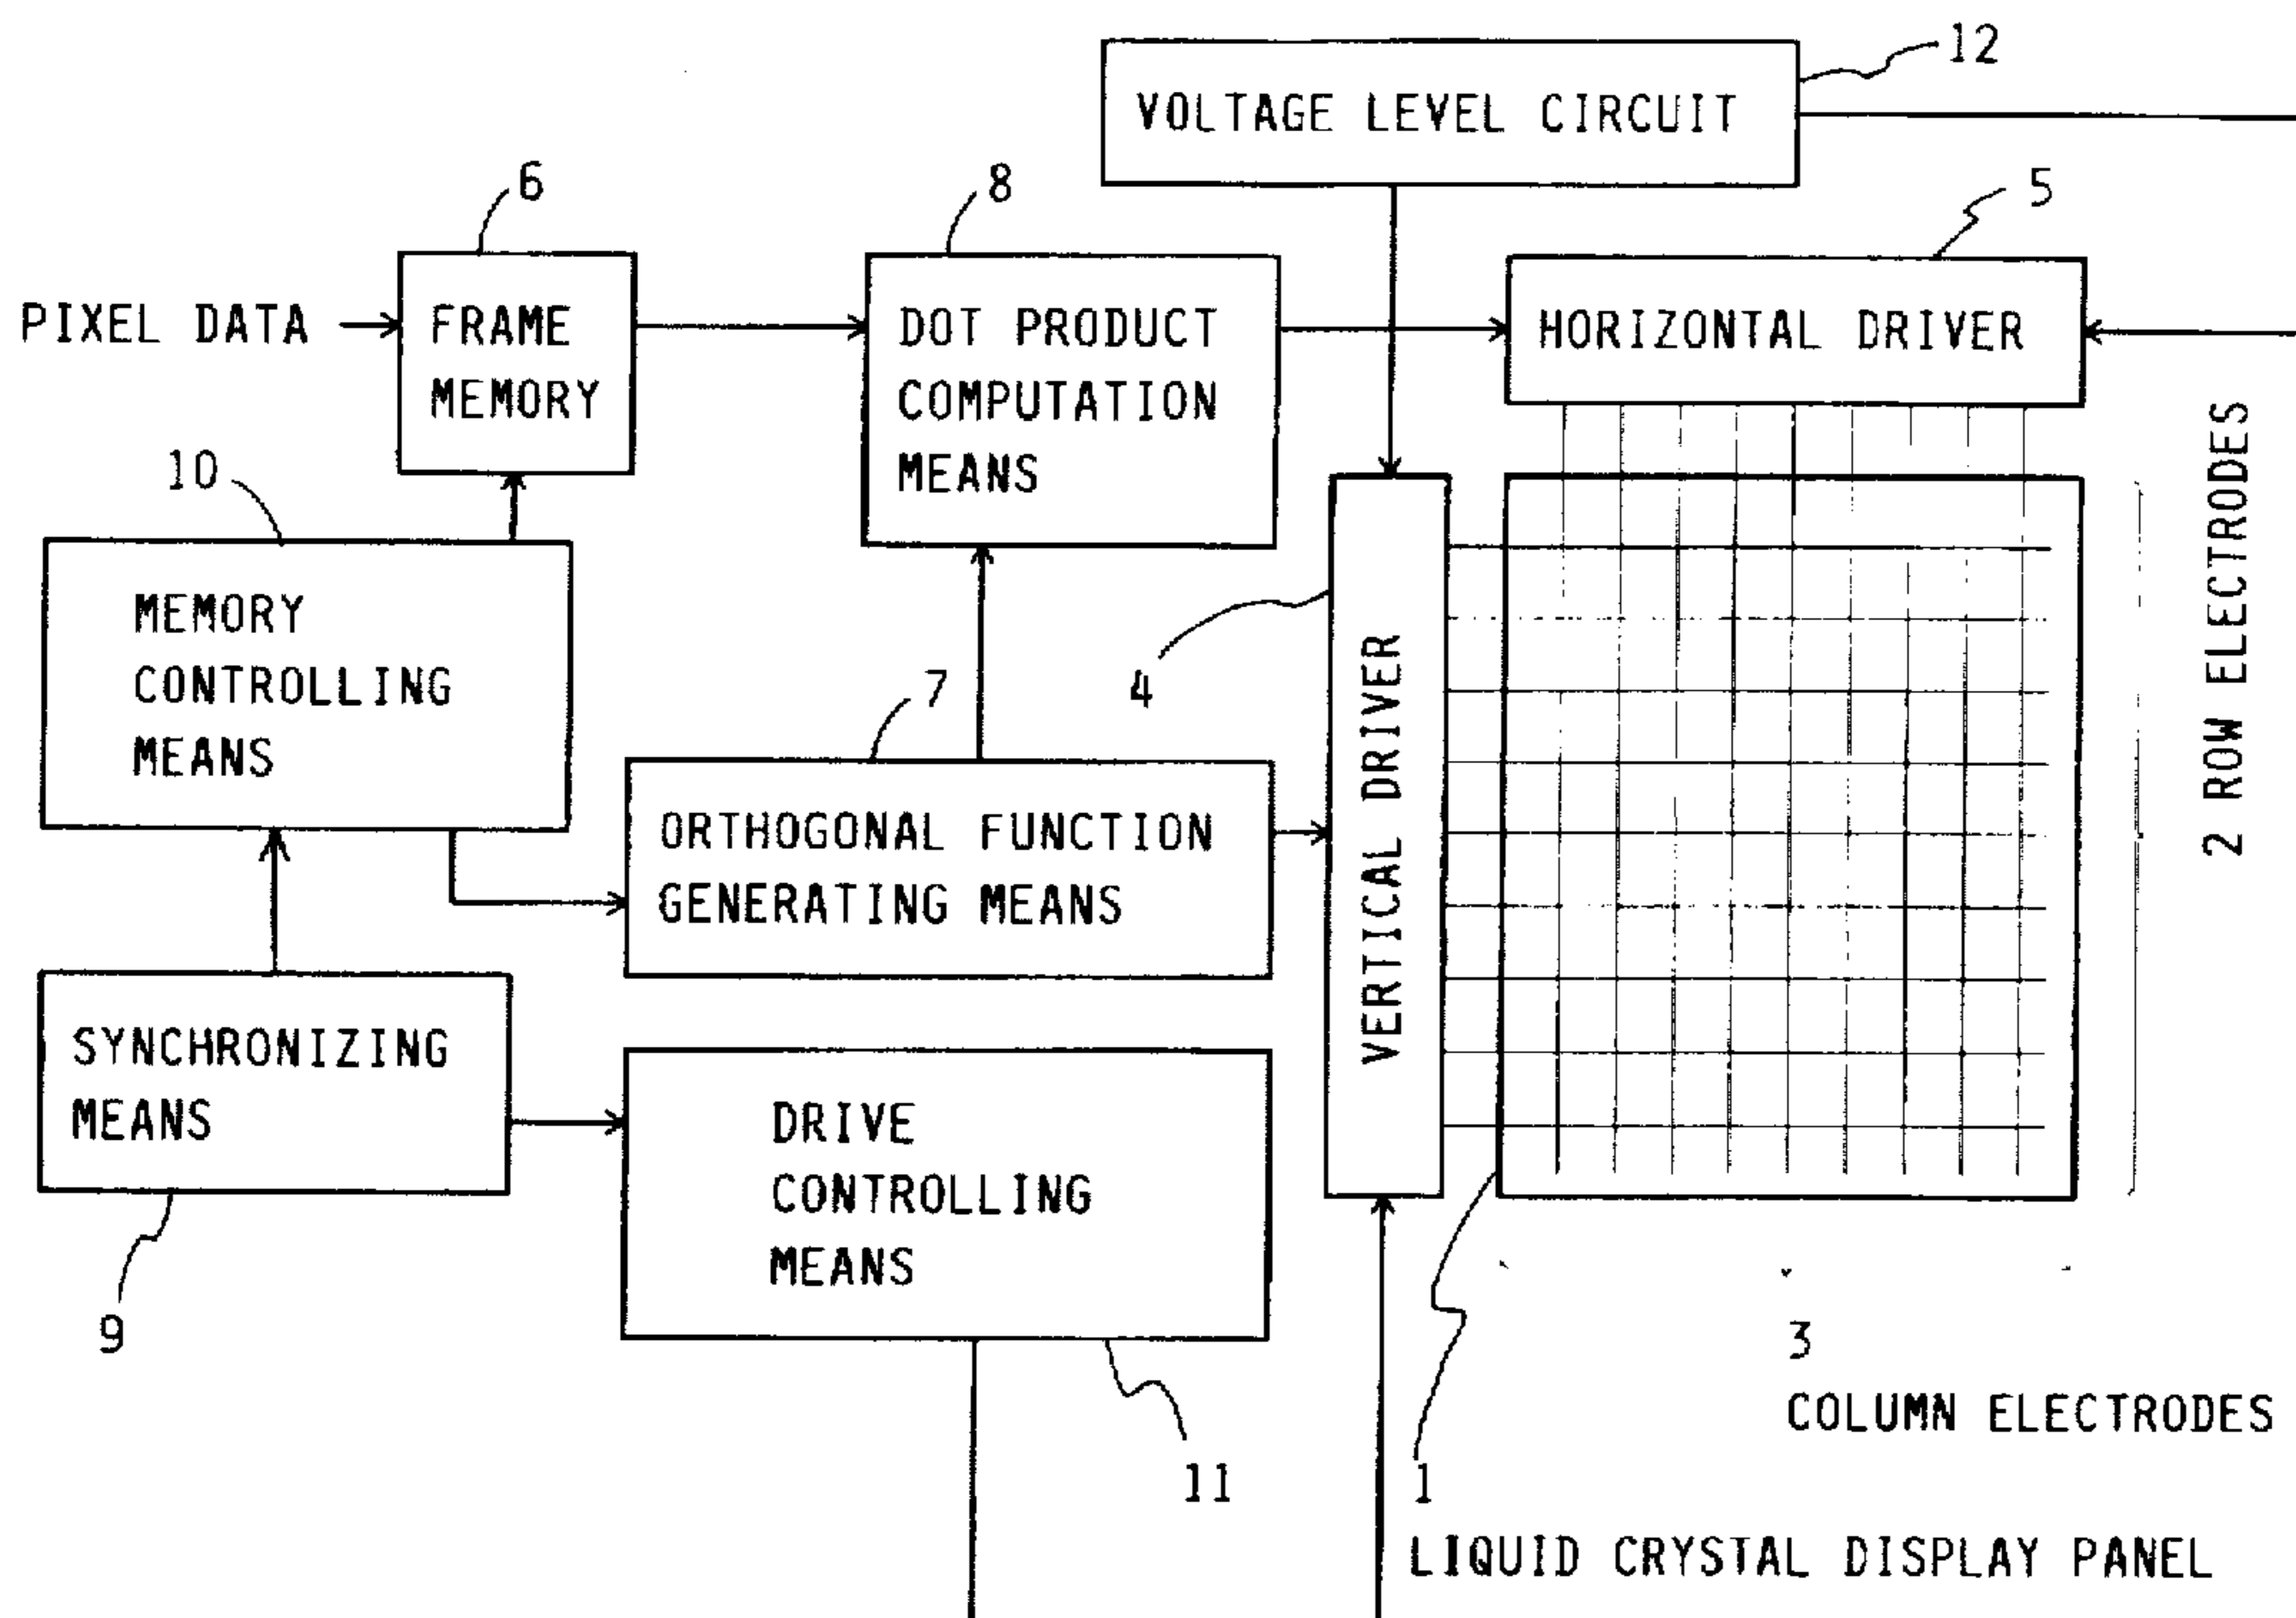 12
VOLTAGE LEVEL CIRCUIT
6
8
5
PIXEL DATA
FRAME
MEMORY
DOT PRODUCT
COMPUTATION
MEANS
HORIZONTAL DRIVER
10
MEMORY
CONTROLLING
MEANS
4
VERTICAL DRIVER
2 ROW ELECTRODES
7
ORTHOGONAL FUNCTION
GENERATING MEANS
SYNCHRONIZING
MEANS
9
DRIVE
CONTROLLING
MEANS
11
3
COLUMN ELECTRODES
1
LIQUID CRYSTAL DISPLAY PANEL